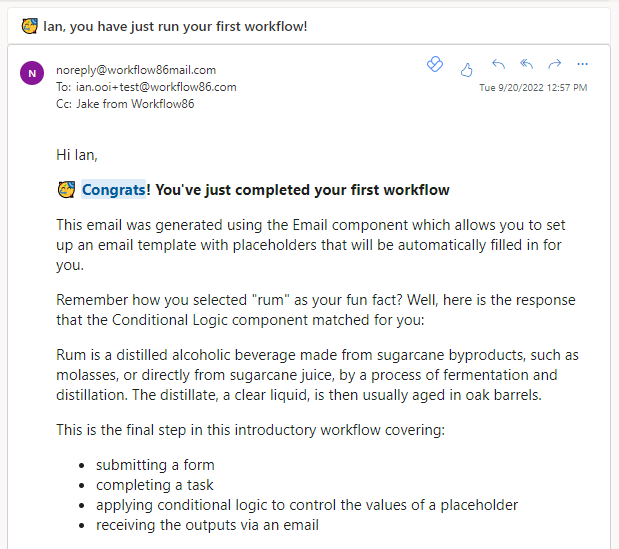 Ian, you have just run your first workflow!
N
noreply@workflow86mail.com
To: ian.ooi+test@workflow86.com
Cc: Jake from Workflow86
Tue 9/20/2022 12:57 PM
Hi Ian,
Congrats! You've just completed your first workflow
This email was generated using the Email component which allows you to set
up an email template with placeholders that will be automatically filled in for
you.
Remember how you selected "rum" as your fun fact? Well, here is the response
that the Conditional Logic component matched for you:
Rum is a distilled alcoholic beverage made from sugarcane byproducts, such as
molasses, or directly from sugarcane juice, by a process of fermentation and
distillation. The distillate, a clear liquid, is then usually aged in oak barrels.
This is the final step in this introductory workflow covering:
• submitting a form
• completing a task
• applying conditional logic to control the values of a placeholder
• receiving the outputs via an email